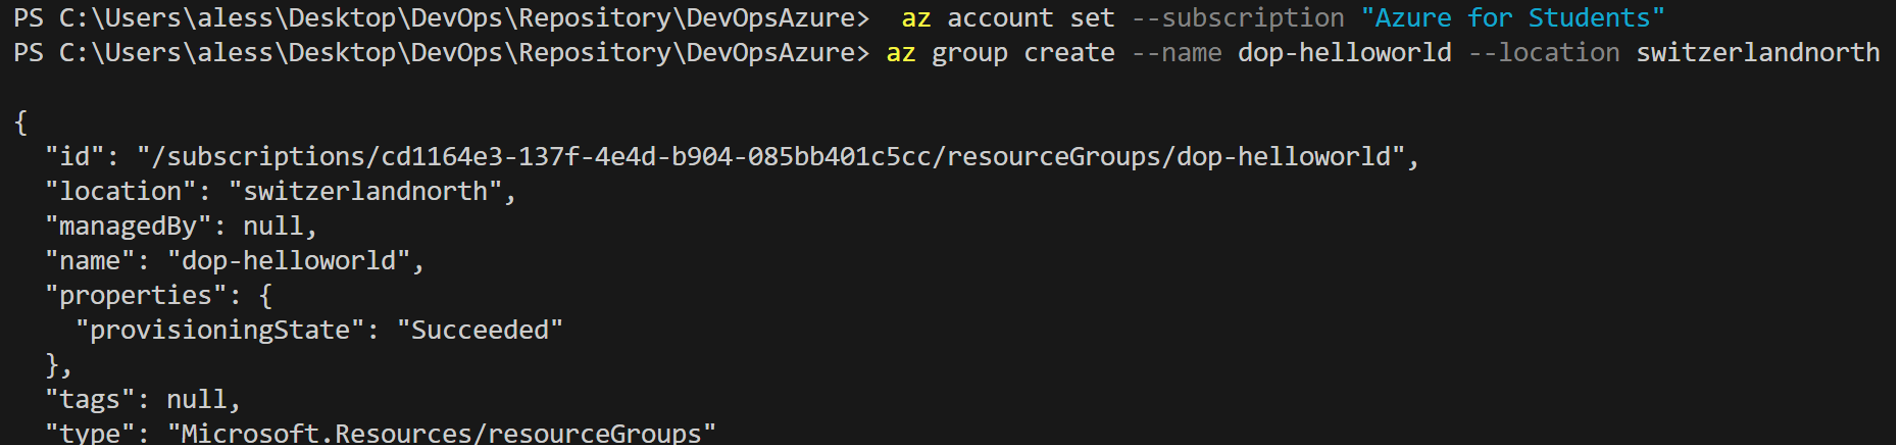 PS C:\Users\aless\Desktop\DevOps\Repository\DevOpsAzure>  az account set --subscription "Azure for Students"
PS C:\Users\aless\Desktop\DevOps\Repository\DevOpsAzure> az group create --name dop-helloworld --location switzerlandnorth
{
  "id": "/subscriptions/cd1164e3-137f-4e4d-b904-085bb401c5cc/resourceGroups/dop-helloworld",
  "location": "switzerlandnorth",
  "managedBy": null,
  "name": "dop-helloworld",
  "properties": {
    "provisioningState": "Succeeded"
  },
  "tags": null,
  "type": "Microsoft.Resources/resourceGroups"